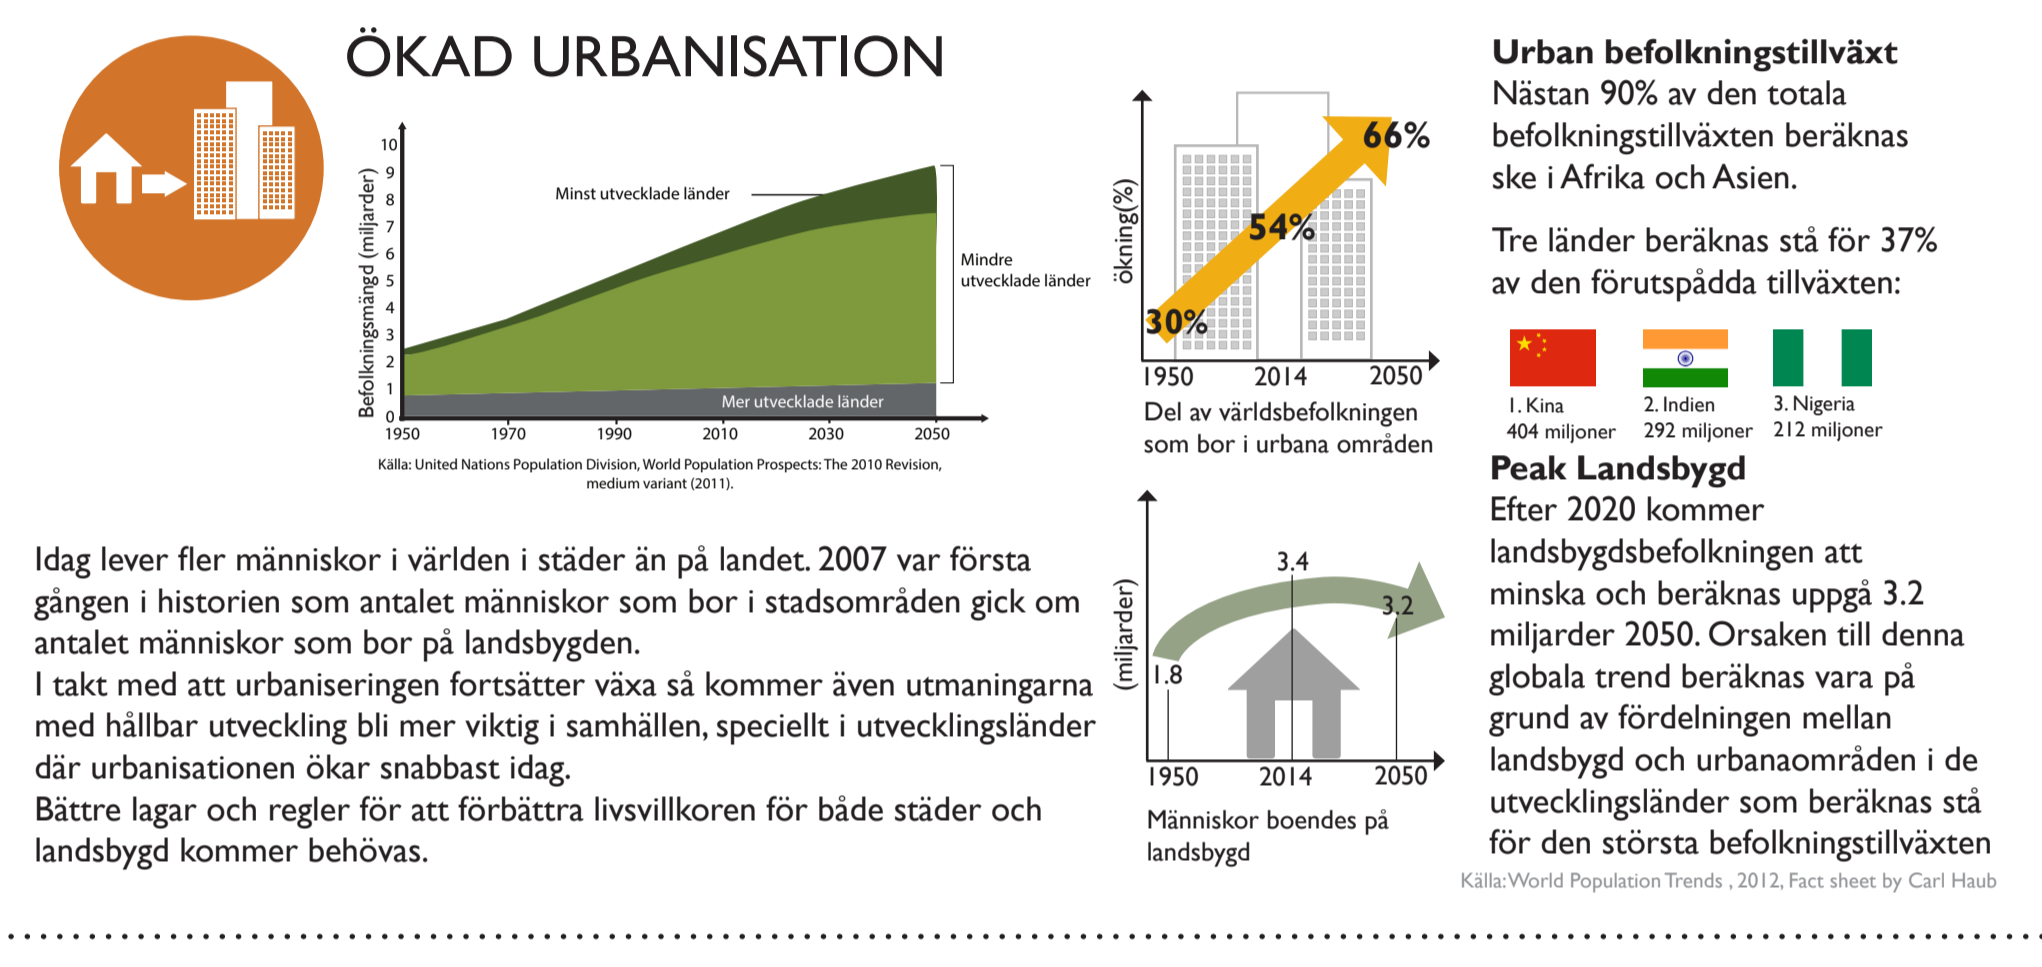 ÖKAD URBANISATION
Befolkningsmängd (miljarder)
10
9
8
7
6
5
4
3
2
1
0
Minst utvecklade länder
Mindre
utvecklade länder
Mer utvecklade länder
1950 1970 1990 2010 2030 2050
Källa: United Nations Population Division, World Population Prospects: The 2010 Revision,
medium variant (2011).
Idag lever fler människor i världen i städer än på landet. 2007 var första
gången i historien som antalet människor som bor i stadsområden gick om
antalet människor som bor på landsbygden.
I takt med att urbaniseringen fortsätter växa så kommer även utmaningarna
med hållbar utveckling bli mer viktig i samhällen, speciellt i utvecklingsländer
där urbanisationen ökar snabbast idag.
Bättre lagar och regler för att förbättra livsvillkoren för både städer och
landsbygd kommer behövas.
ökning(%)
66%
54%
30%
1950 2014 2050
Del av världsbefolkningen
som bor i urbana områden
(miljarder)
3.4
3.2
1.8
1950 2014 2050
Människor boendes på
landsbygd
Urban befolkningstillväxt
Nästan 90% av den totala
befolkningstillväxten beräknas
ske i Afrika och Asien.
Tre länder beräknas stå för 37%
av den förutspådda tillväxten:
1. Kina 2. Indien 3. Nigeria
404 miljoner 292 miljoner 212 miljoner
Peak Landsbygd
Efter 2020 kommer
landsbygdsbefolkningen att
minska och beräknas uppgå 3.2
miljarder 2050. Orsaken till denna
globala trend beräknas vara på
grund av fördelningen mellan
landsbygd och urbanaområden i de
utvecklingsländer som beräknas stå
för den största befolkningstillväxten
Källa: World Population Trends , 2012, Fact sheet by Carl Haub